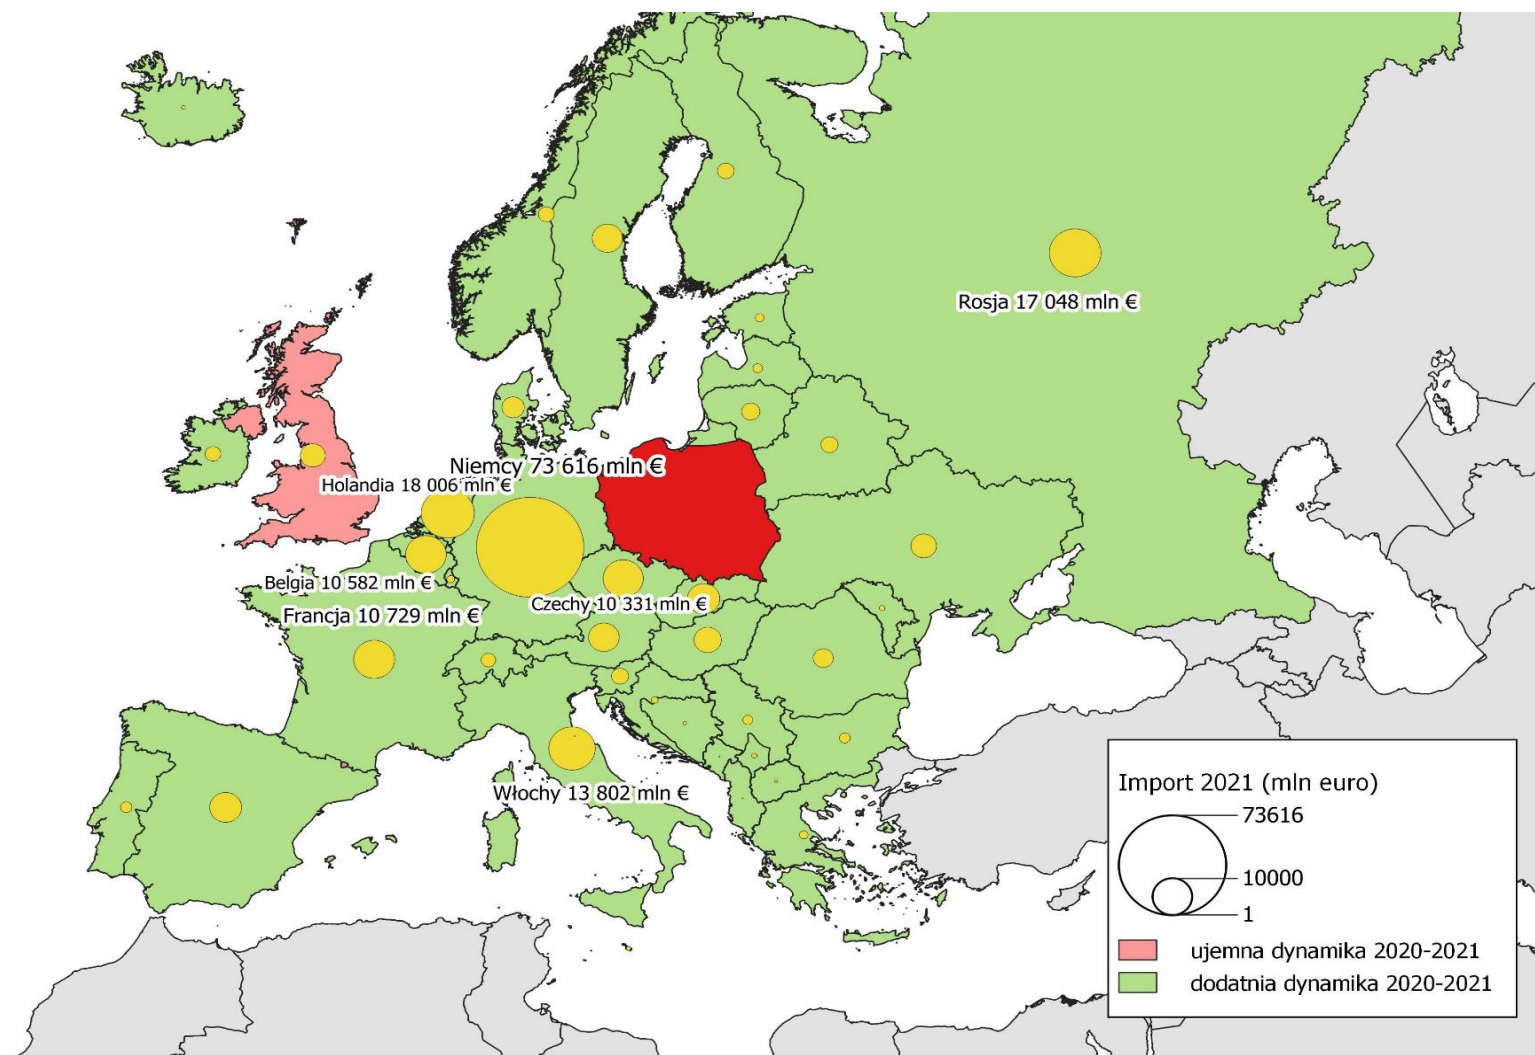 Rosja 17 048 mln €
Niemcy 73 616 mln €
Holandia 18 006 mln €
Belgia 10 582 mln €
Czechy 10 331 mln €
Francja 10 729 mln €
Włochy 13 802 mln €
Import 2021 (mln euro)
73616
10000
1
ujemna dynamika 2020-2021
dodatnia dynamika 2020-2021